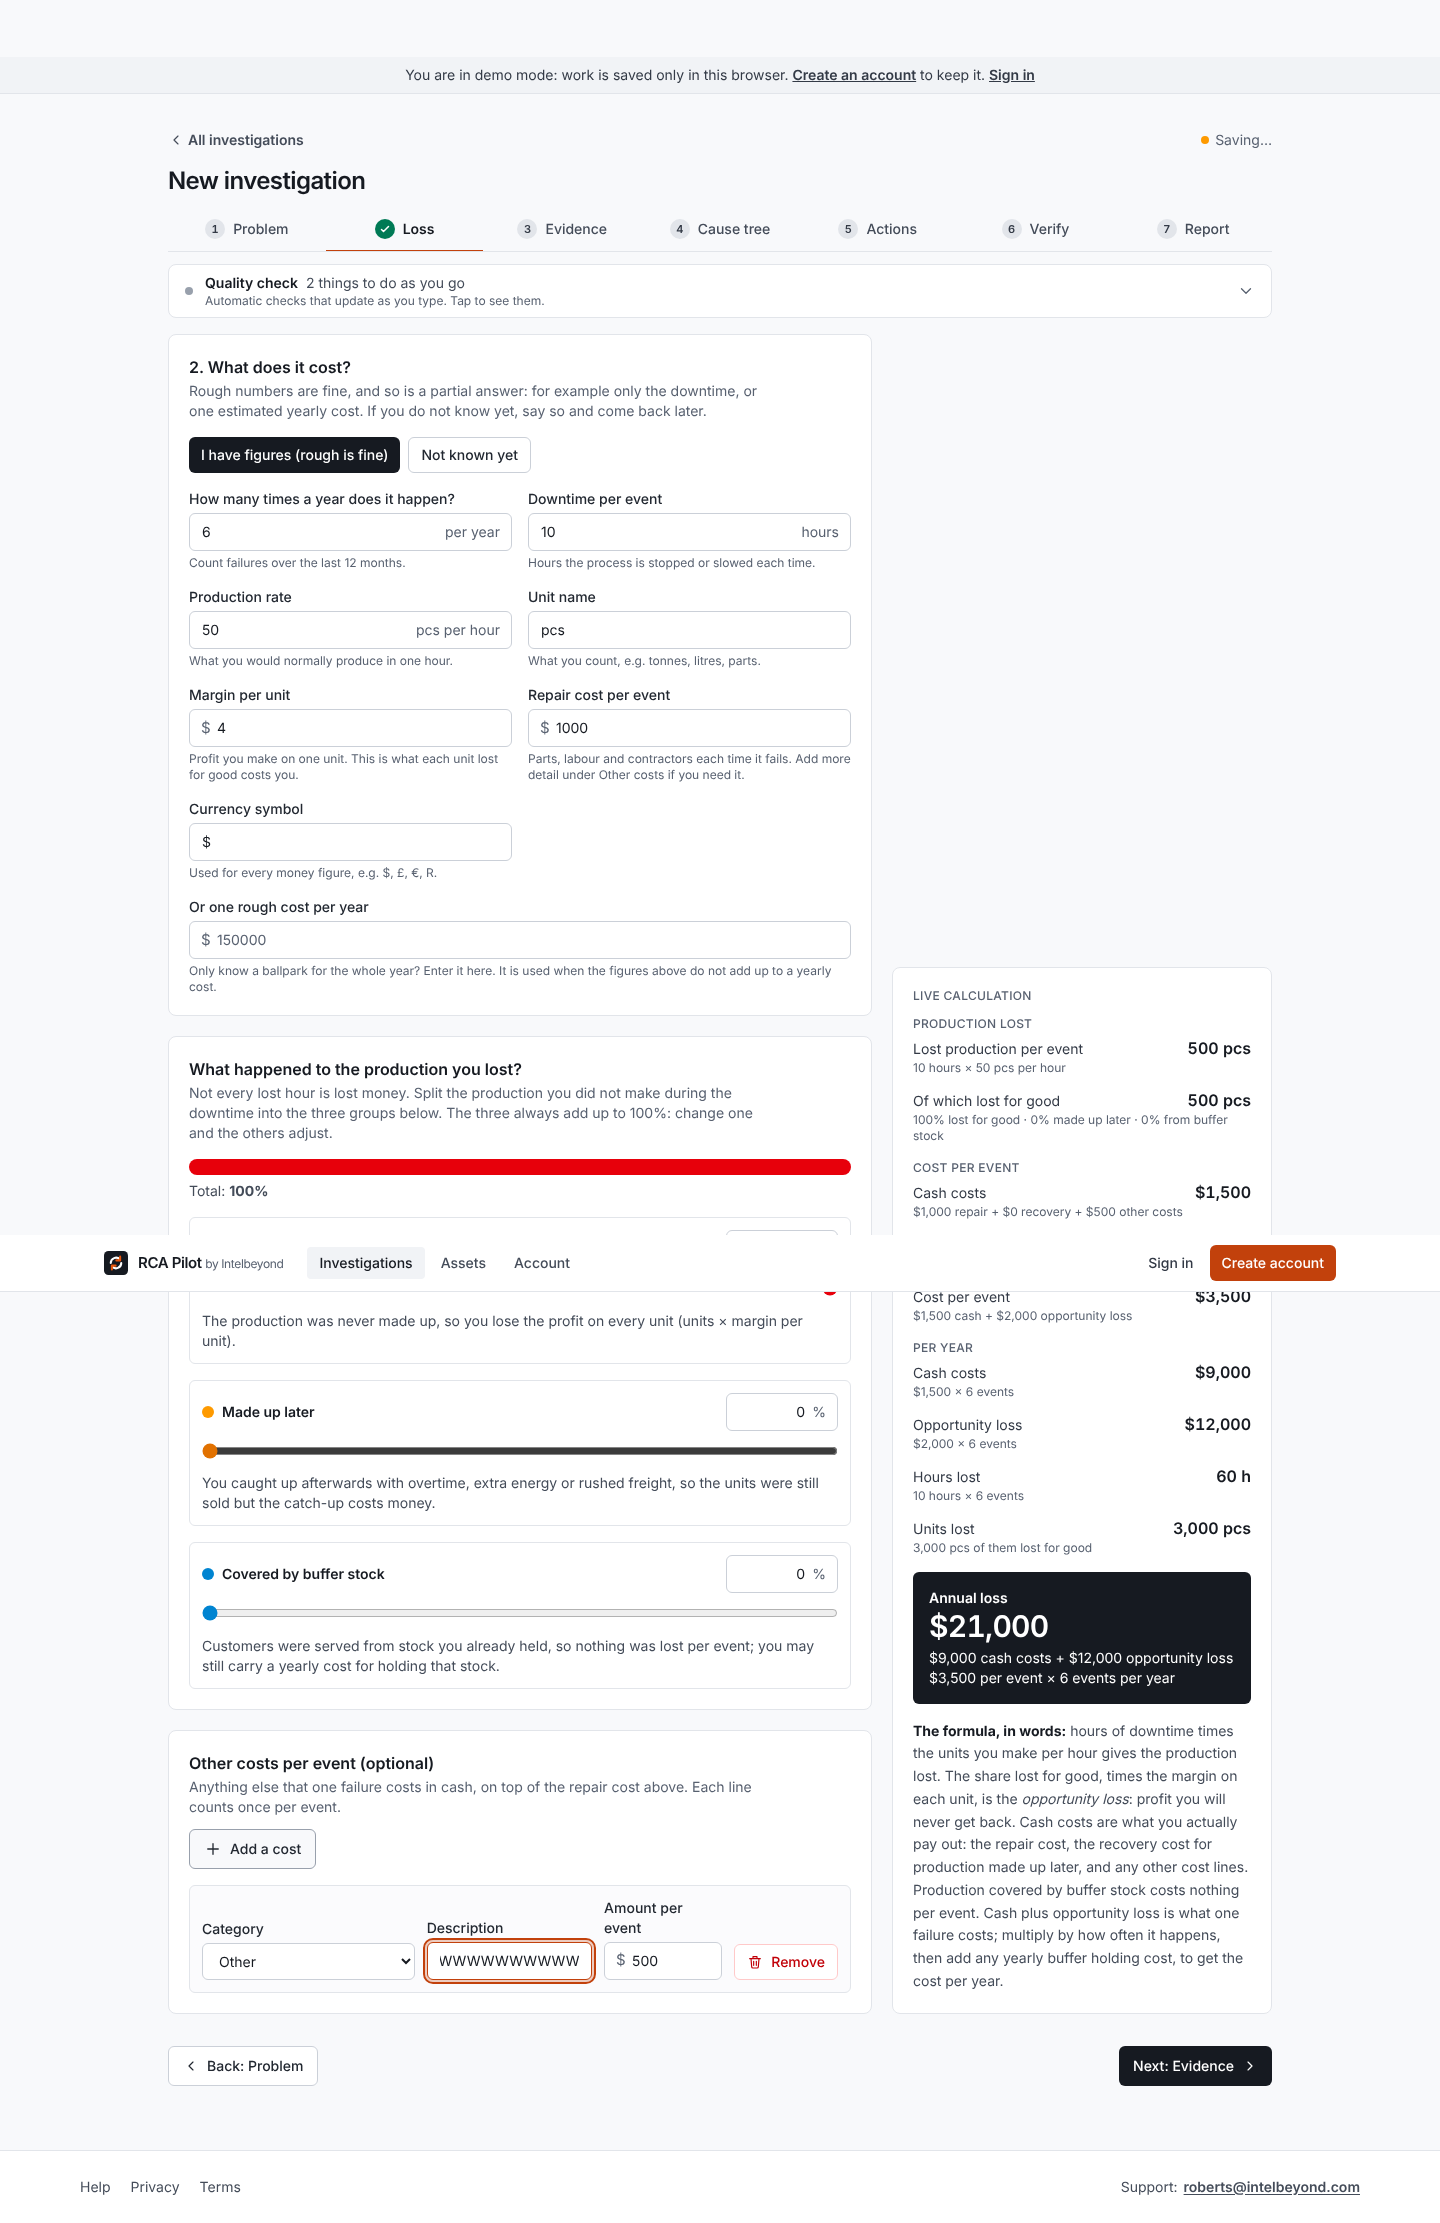 You are in demo mode: work is saved only in this browser. Create an account to keep it. Sign in
All investigations
Saving...
New investigation
1 Problem
Loss
3 Evidence
4 Cause tree
5 Actions
6 Verify
7 Report
Quality check 2 things to do as you go
Automatic checks that update as you type. Tap to see them.
2. What does it cost?
Rough numbers are fine, and so is a partial answer: for example only the downtime, or
one estimated yearly cost. If you do not know yet, say so and come back later.
I have figures (rough is fine)
Not known yet
How many times a year does it happen?
6 per year
Count failures over the last 12 months.
Downtime per event
10 hours
Hours the process is stopped or slowed each time.
Production rate
50 pcs per hour
What you would normally produce in one hour.
Unit name
pcs
What you count, e.g. tonnes, litres, parts.
Margin per unit
$ 4
Profit you make on one unit. This is what each unit lost
for good costs you.
Repair cost per event
$ 1000
Parts, labour and contractors each time it fails. Add more
detail under Other costs if you need it.
Currency symbol
$
Used for every money figure, e.g. $, £, €, R.
Or one rough cost per year
$ 150000
Only know a ballpark for the whole year? Enter it here. It is used when the figures above do not add up to a yearly
cost.
What happened to the production you lost?
Not every lost hour is lost money. Split the production you did not make during the
downtime into the three groups below. The three always add up to 100%: change one
and the others adjust.
Total: 100%
RCA Pilot by Intelbeyond
Investigations
Assets
Account
Sign in
Create account
The production was never made up, so you lose the profit on every unit (units × margin per
unit).
Made up later
0 %
You caught up afterwards with overtime, extra energy or rushed freight, so the units were still
sold but the catch-up costs money.
Covered by buffer stock
0 %
Customers were served from stock you already held, so nothing was lost per event; you may
still carry a yearly cost for holding that stock.
Other costs per event (optional)
Anything else that one failure costs in cash, on top of the repair cost above. Each line
counts once per event.
Add a cost
Category
Other
Description
WWWWWWWWWW
Amount per
event
$ 500
Remove
LIVE CALCULATION
PRODUCTION LOST
Lost production per event 500 pcs
10 hours × 50 pcs per hour
Of which lost for good 500 pcs
100% lost for good · 0% made up later · 0% from buffer
stock
COST PER EVENT
Cash costs $1,500
$1,000 repair + $0 recovery + $500 other costs
Cost per event $3,500
$1,500 cash + $2,000 opportunity loss
PER YEAR
Cash costs $9,000
$1,500 × 6 events
Opportunity loss $12,000
$2,000 × 6 events
Hours lost 60 h
10 hours × 6 events
Units lost 3,000 pcs
3,000 pcs of them lost for good
Annual loss
$21,000
$9,000 cash costs + $12,000 opportunity loss
$3,500 per event × 6 events per year
The formula, in words: hours of downtime times
the units you make per hour gives the production
lost. The share lost for good, times the margin on
each unit, is the opportunity loss: profit you will
never get back. Cash costs are what you actually
pay out: the repair cost, the recovery cost for
production made up later, and any other cost lines.
Production covered by buffer stock costs nothing
per event. Cash plus opportunity loss is what one
failure costs; multiply by how often it happens,
then add any yearly buffer holding cost, to get the
cost per year.
Back: Problem
Next: Evidence
Help
Privacy
Terms
Support: roberts@intelbeyond.com